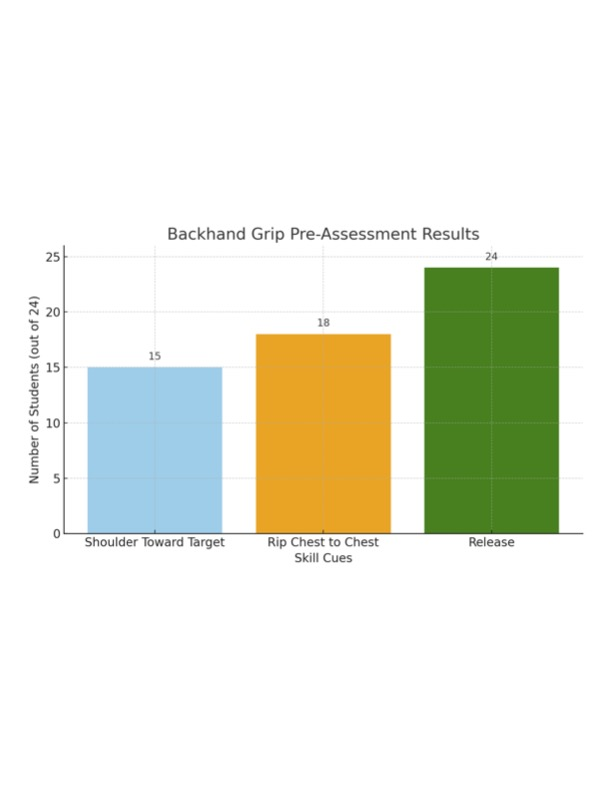 Backhand Grip Pre-Assessment Results
Number of Students (out of 24)
25
20
15
10
5
0
15
18
24
Shoulder Toward Target
Rip Chest to Chest
Release
Skill Cues